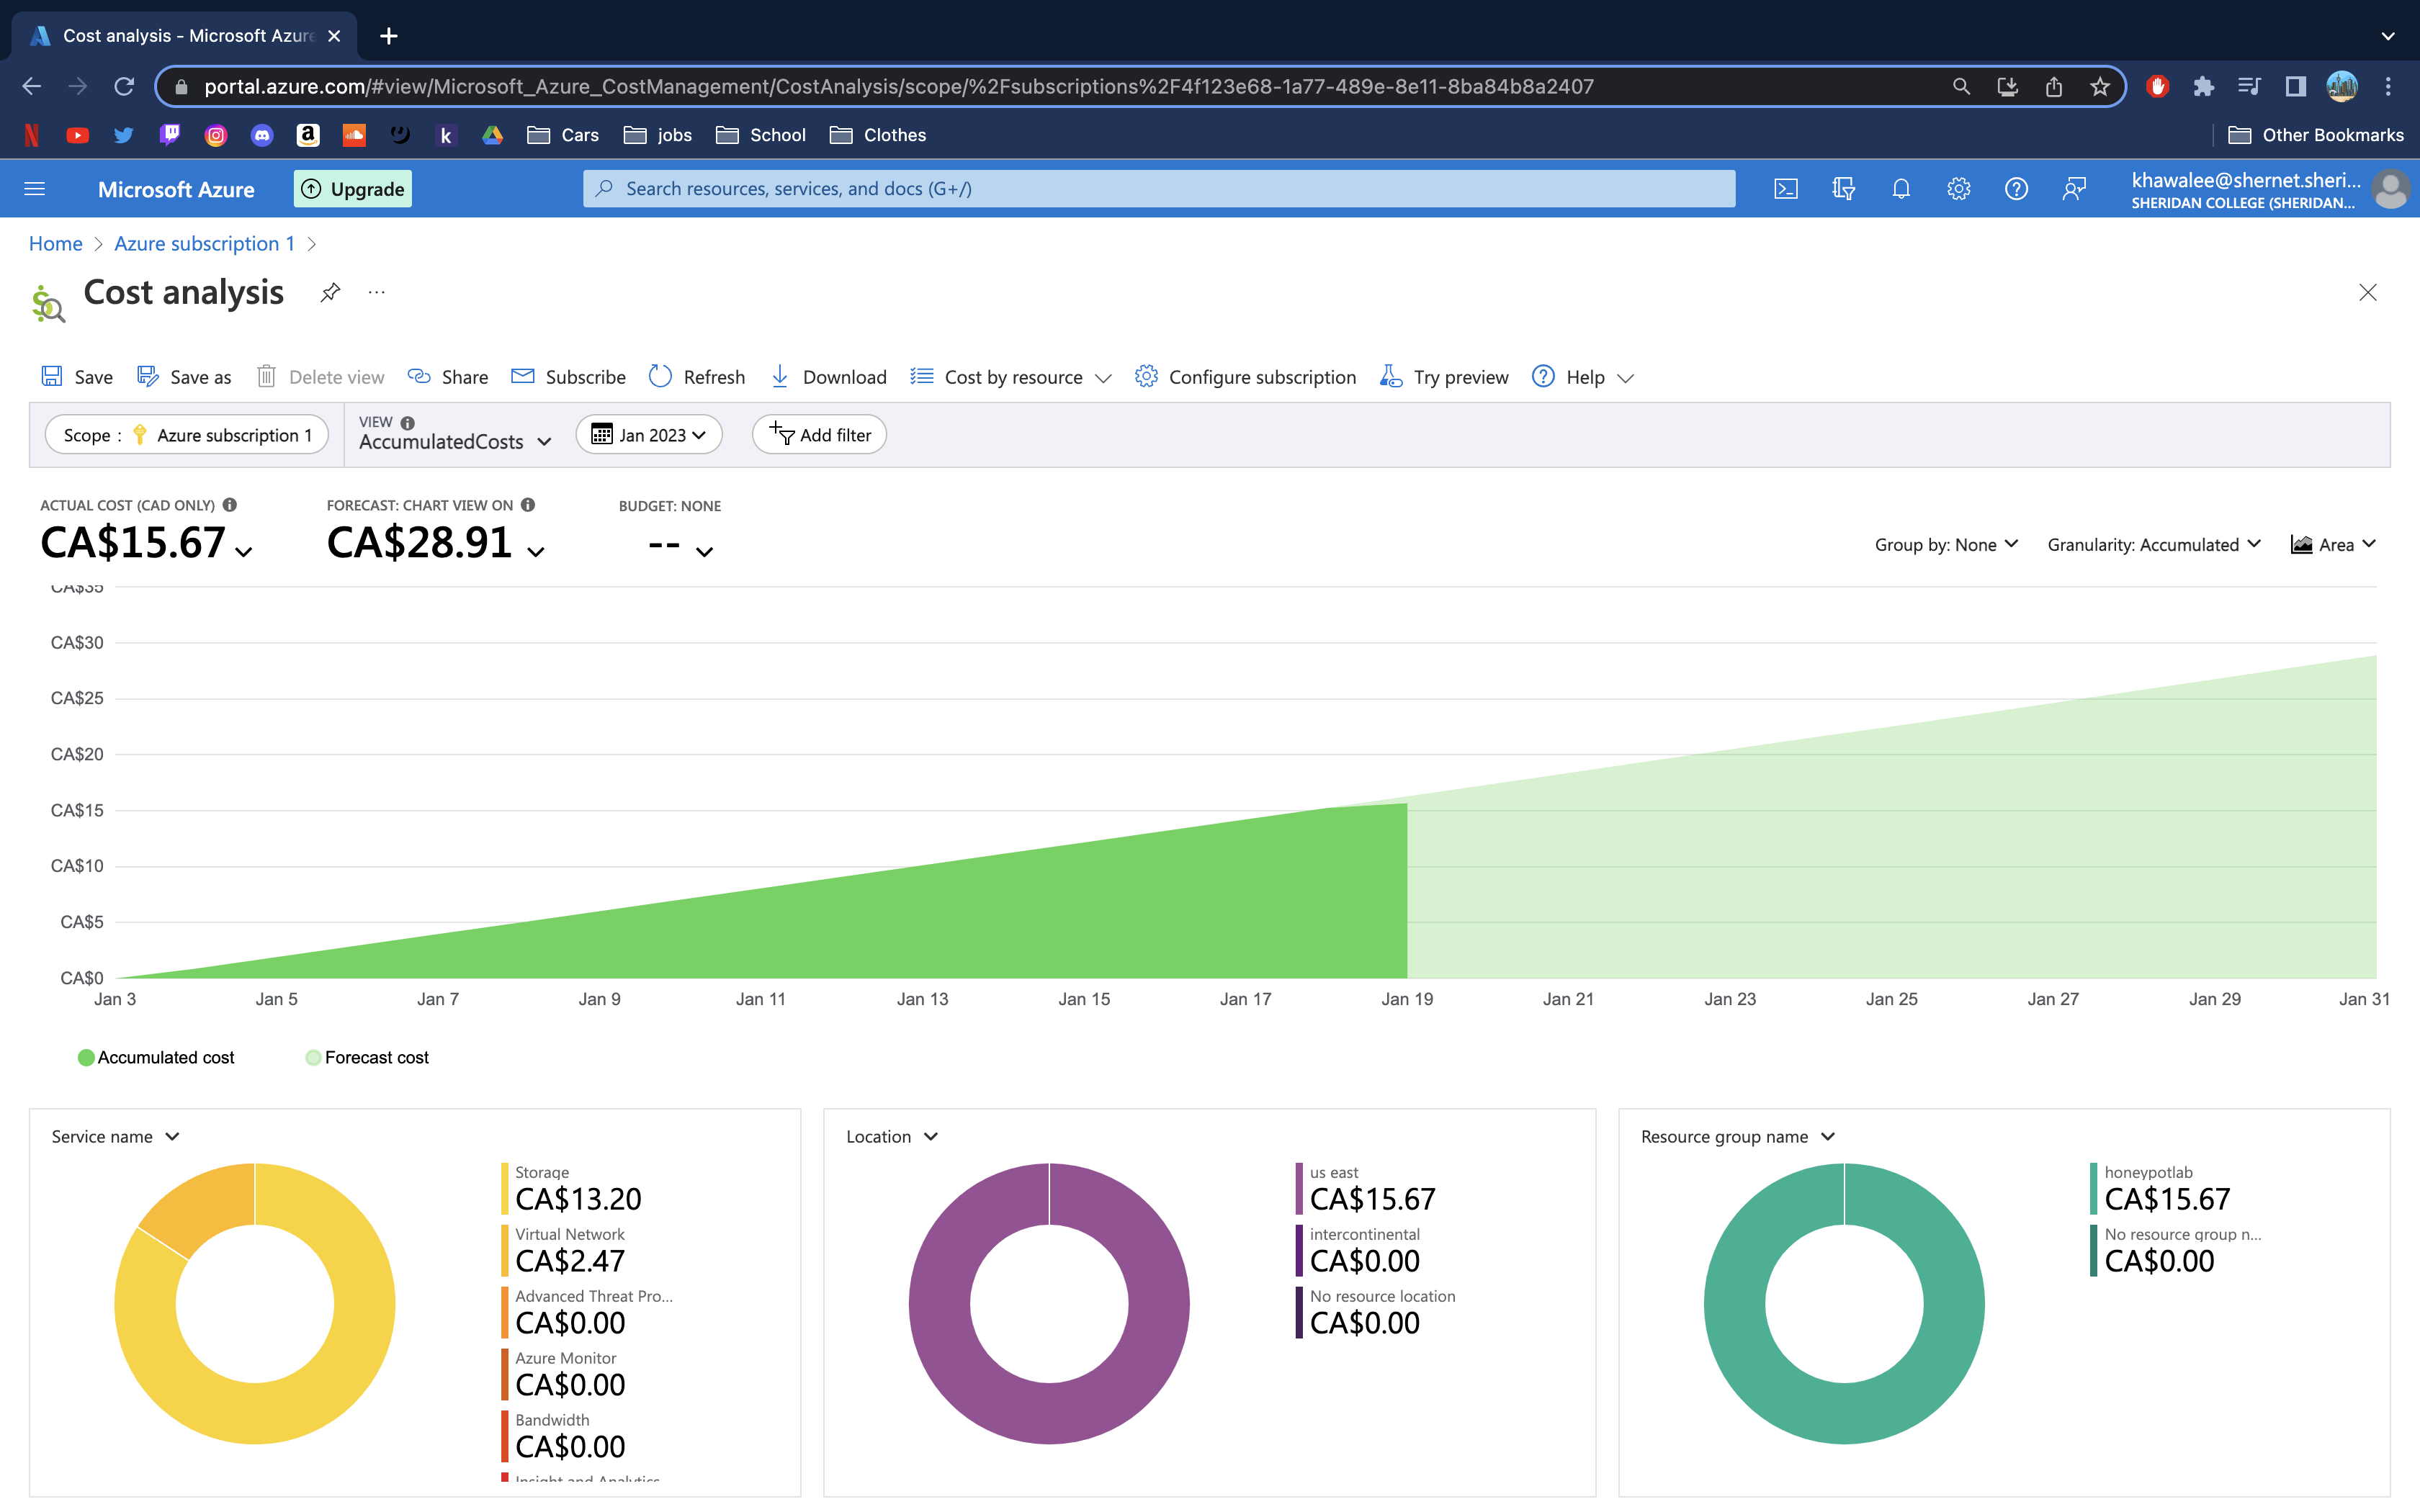 Cost analysis - Microsoft Azure
portal.azure.com/#view/Microsoft_Azure_CostManagement/CostAnalysis/scope/%2Fsubscriptions%2F4f123e68-1a77-489e-8e11-8ba84b8a2407
Cars jobs School Clothes Other Bookmarks
Microsoft Azure Upgrade Search resources, services, and docs (G+/) khawalee@shernet.sheri...
SHERIDAN COLLEGE (SHERIDAN...
Home > Azure subscription 1 >
Cost analysis ...
Save Save as Delete view Share Subscribe Refresh Download Cost by resource Configure subscription Try preview Help
Scope : Azure subscription 1 VIEW
AccumulatedCosts Jan 2023 Add filter
ACTUAL COST (CAD ONLY) FORECAST: CHART VIEW ON BUDGET: NONE
CA$15.67 CA$28.91 --
Group by: None Granularity: Accumulated Area
CA$35
CA$30
CA$25
CA$20
CA$15
CA$10
CA$5
CA$0
Jan 3 Jan 5 Jan 7 Jan 9 Jan 11 Jan 13 Jan 15 Jan 17 Jan 19 Jan 21 Jan 23 Jan 25 Jan 27 Jan 29 Jan 31
Accumulated cost Forecast cost
Service name
Storage
CA$13.20
Virtual Network
CA$2.47
Advanced Threat Pro...
CA$0.00
Azure Monitor
CA$0.00
Bandwidth
CA$0.00
Insight and Analytics
Location
us east
CA$15.67
intercontinental
CA$0.00
No resource location
CA$0.00
Resource group name
honeypotlab
CA$15.67
No resource group n...
CA$0.00